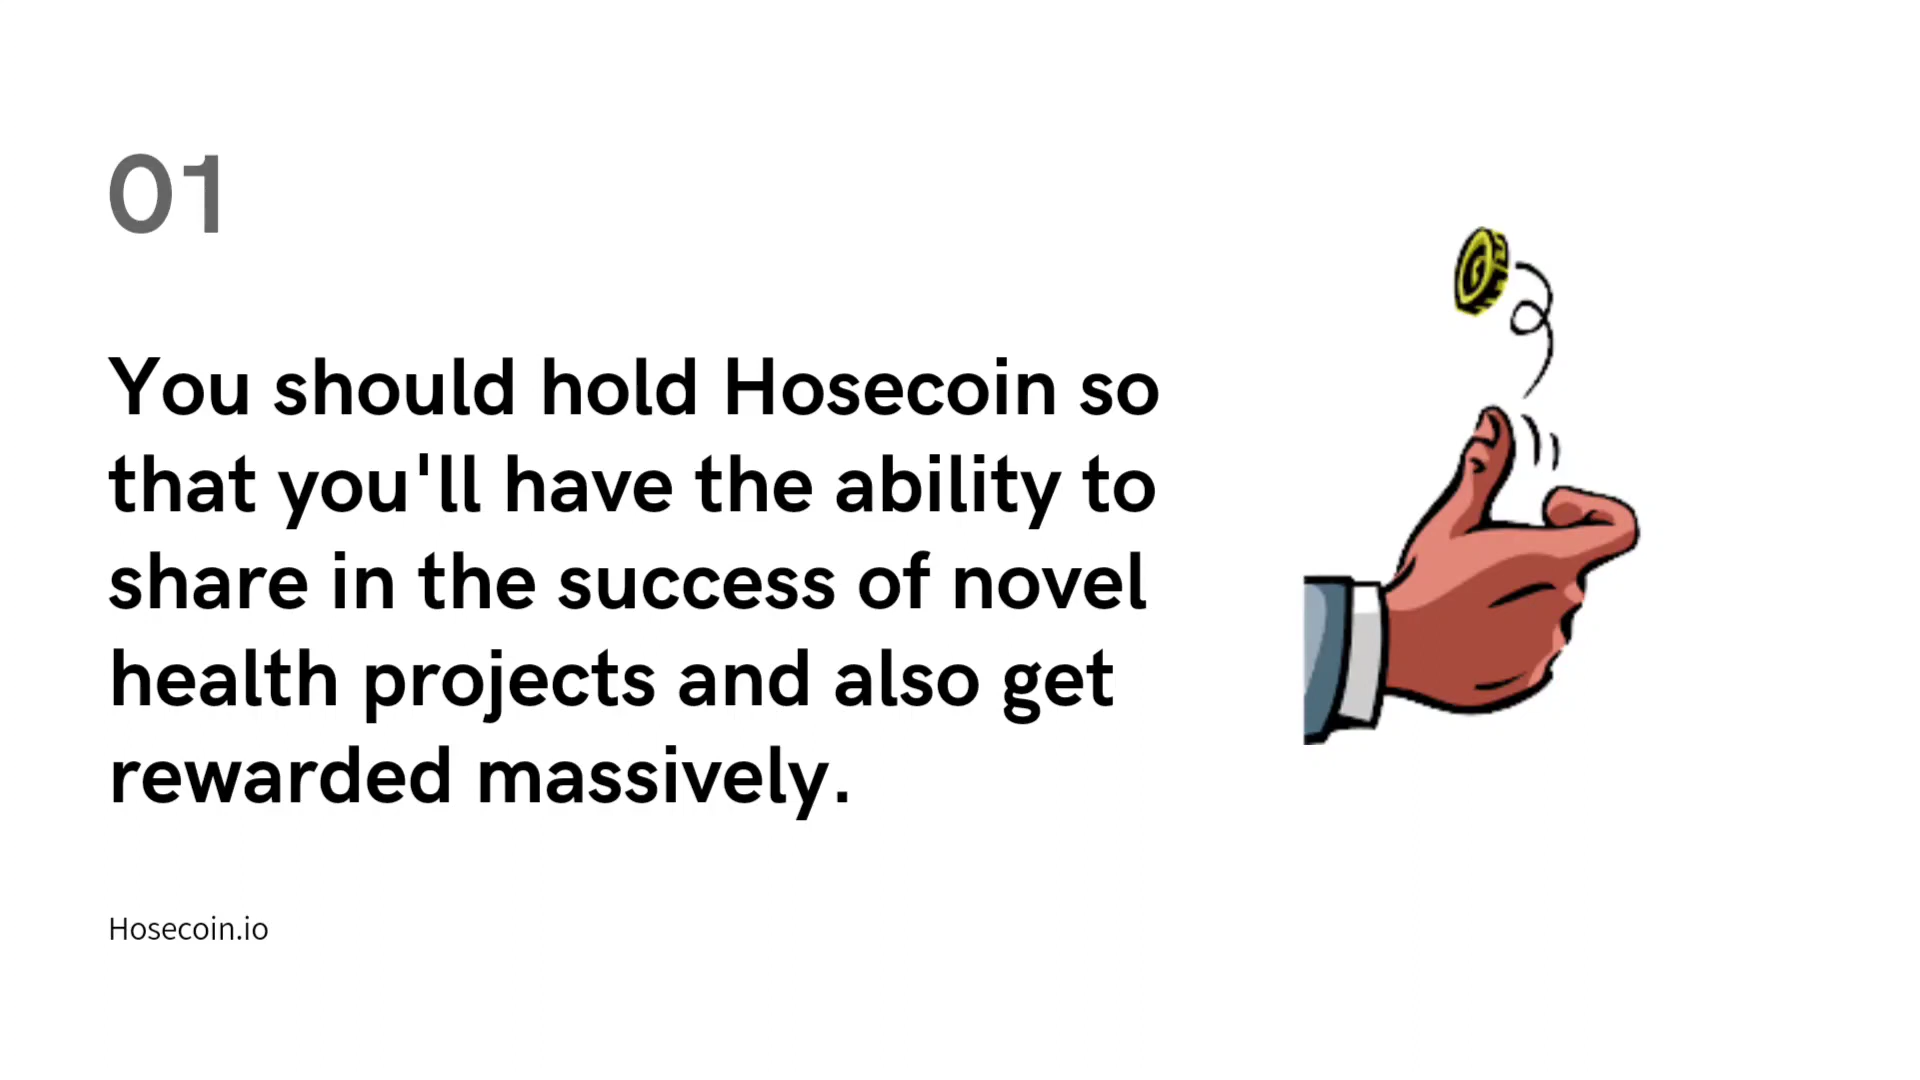 01
You should hold Hosecoin so
that you'll have the ability to
share in the success of novel
health projects and also get
rewarded massively.
Hosecoin.io